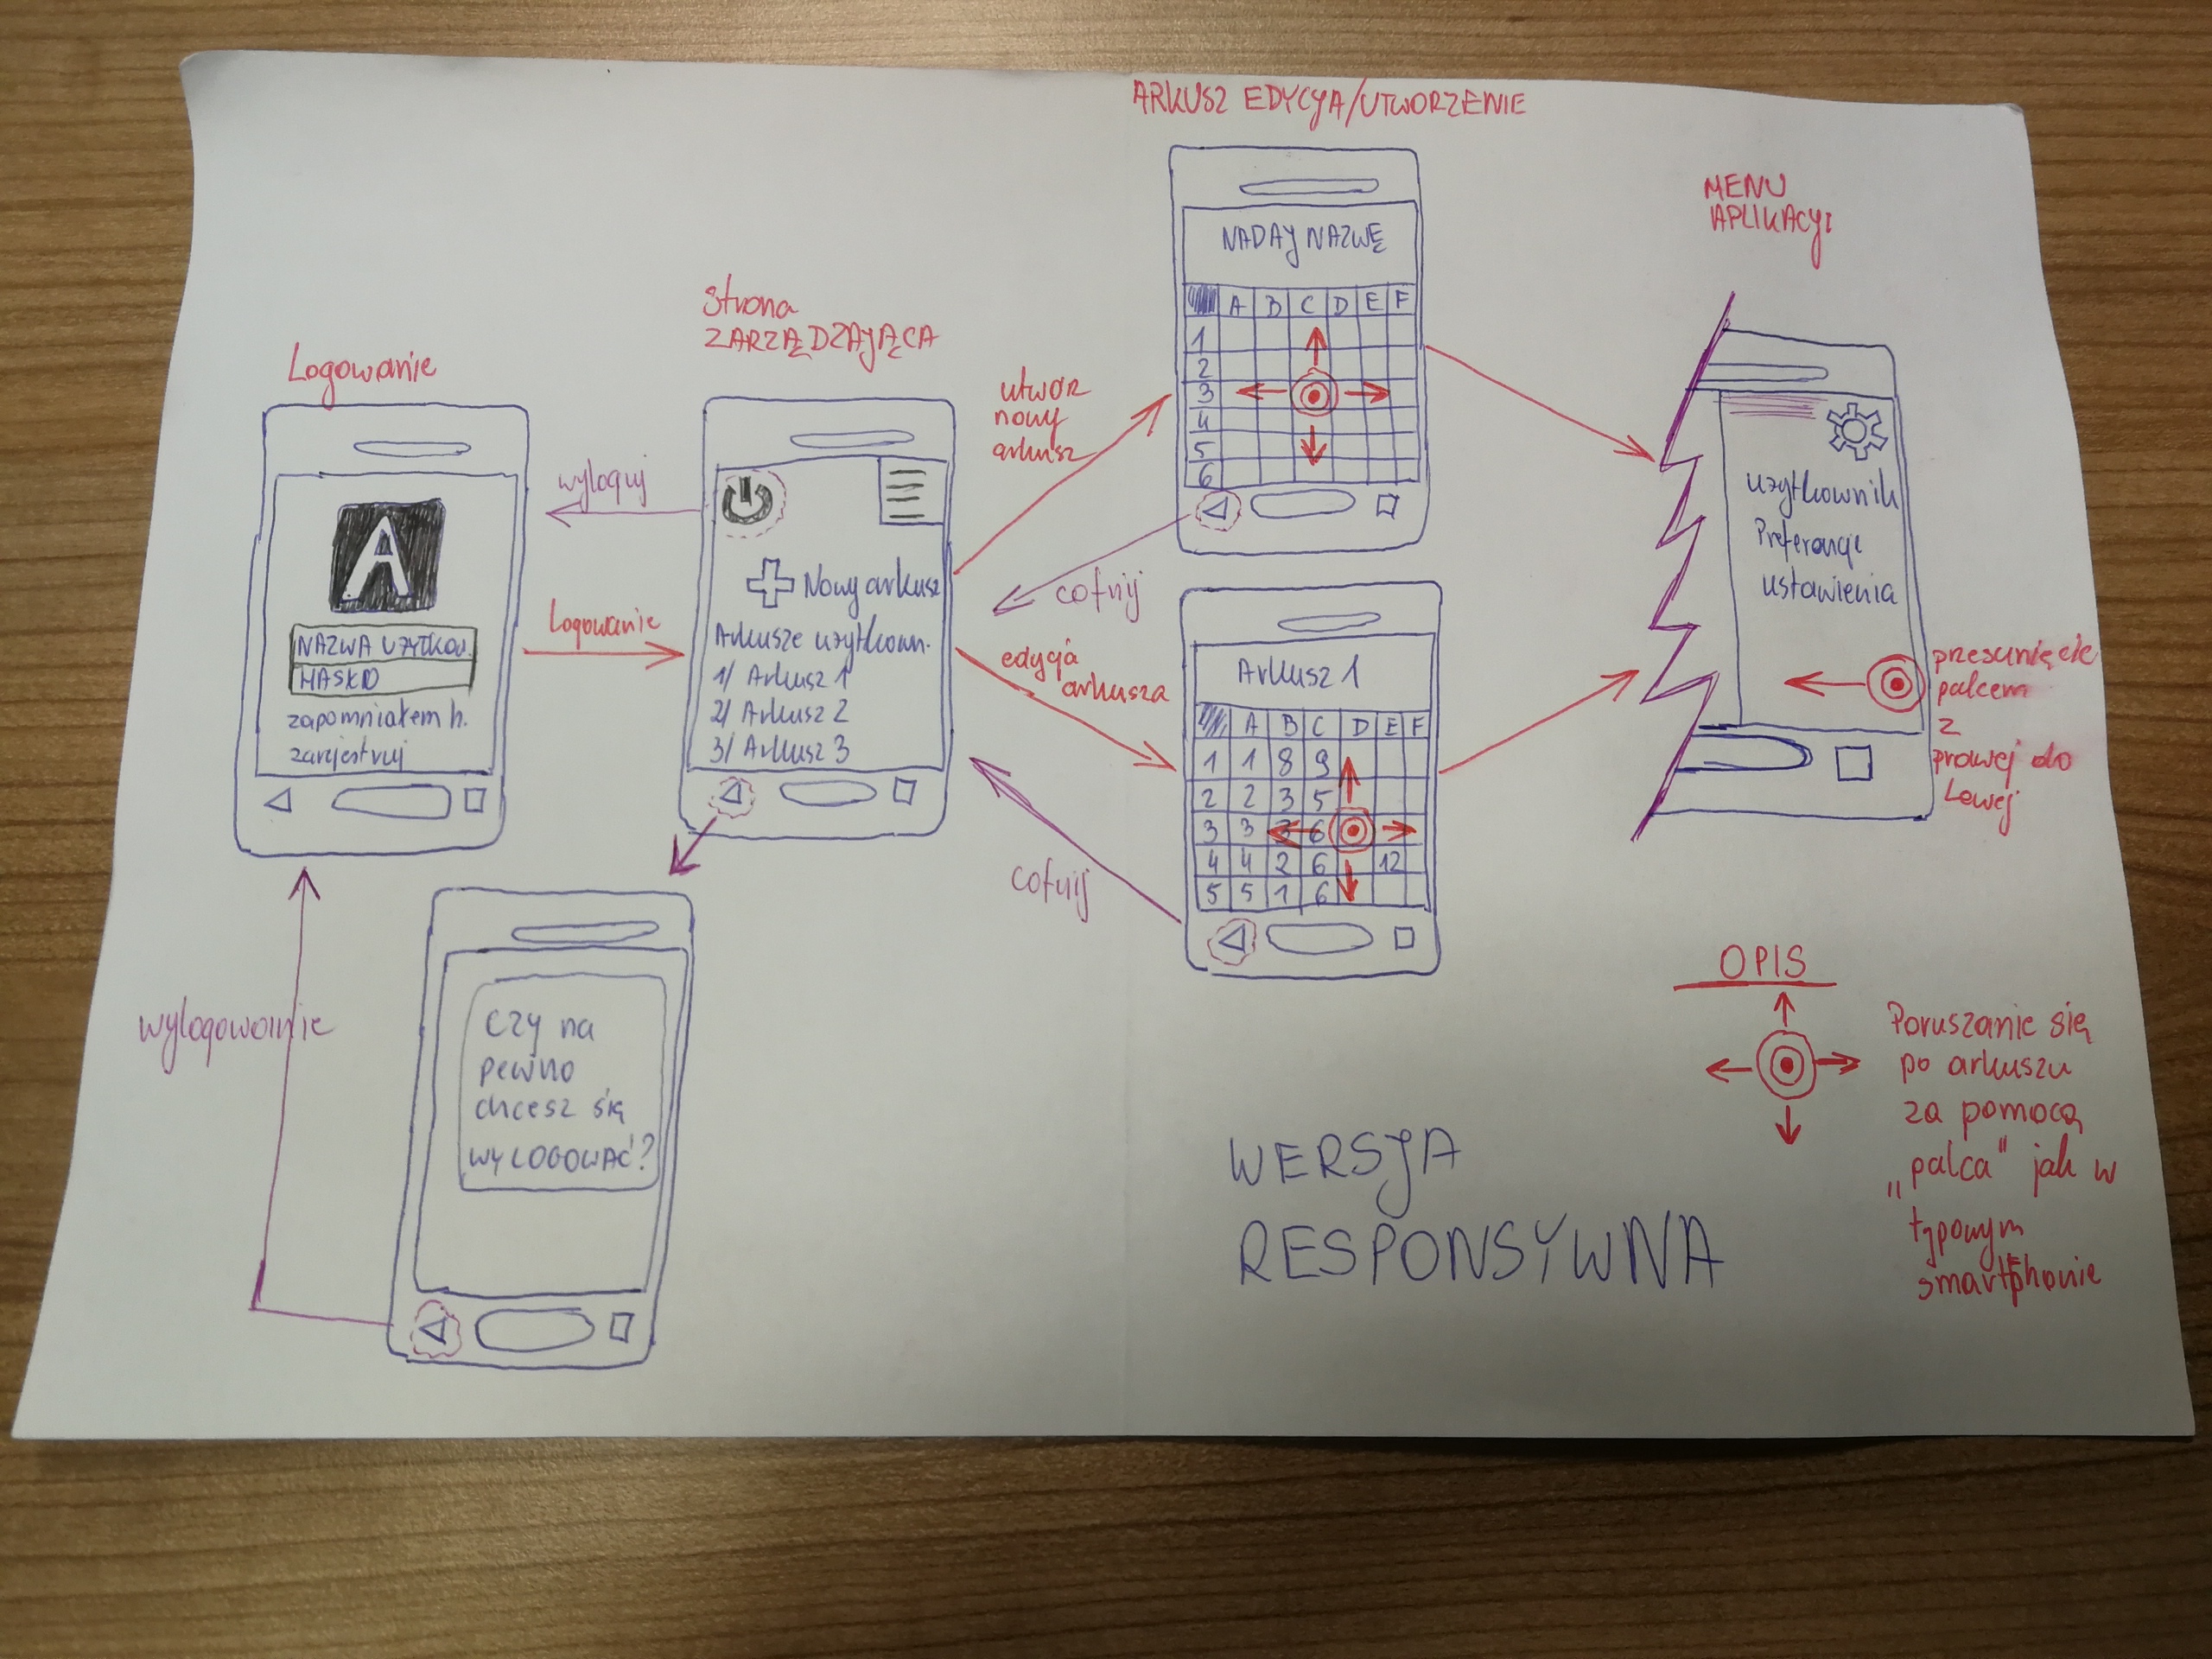 ARKUSZ EDYCJA/UTWORZENIE
MENU
APLIKACJI
Strona
ZARZĄDZAJĄCA
Logowanie
A
NAZWA UŻYTKOW.
HASŁO
zapomniałem h.
zarejestruj
wyloguj
Logowanie
Nowy arkusz
Arkusze użytkown.
1/ Arkusz 1
2/ Arkusz 2
3/ Arkusz 3
utwór
nowy
arkusz
cofnij
edycja
arkusza
cofnij
NADAJ NAZWĘ
A B C D E F
1
2
3
4
5
6
Arkusz 1
A B C D E F
1 1 8 9
2 2 3 5
3 3 3 6
4 4 2 6 12
5 5 1 6
użytkownik
Preferencje
ustawienia
przesunięcie
palcem
z
prawej do
Lewej
wylogowanie
Czy na
pewno
chcesz się
WYLOGOWAĆ?
WERSJA
RESPONSYWNA
OPIS
Poruszanie się
po arkuszu
za pomocą
„palca" jak w
typowym
smartphonie